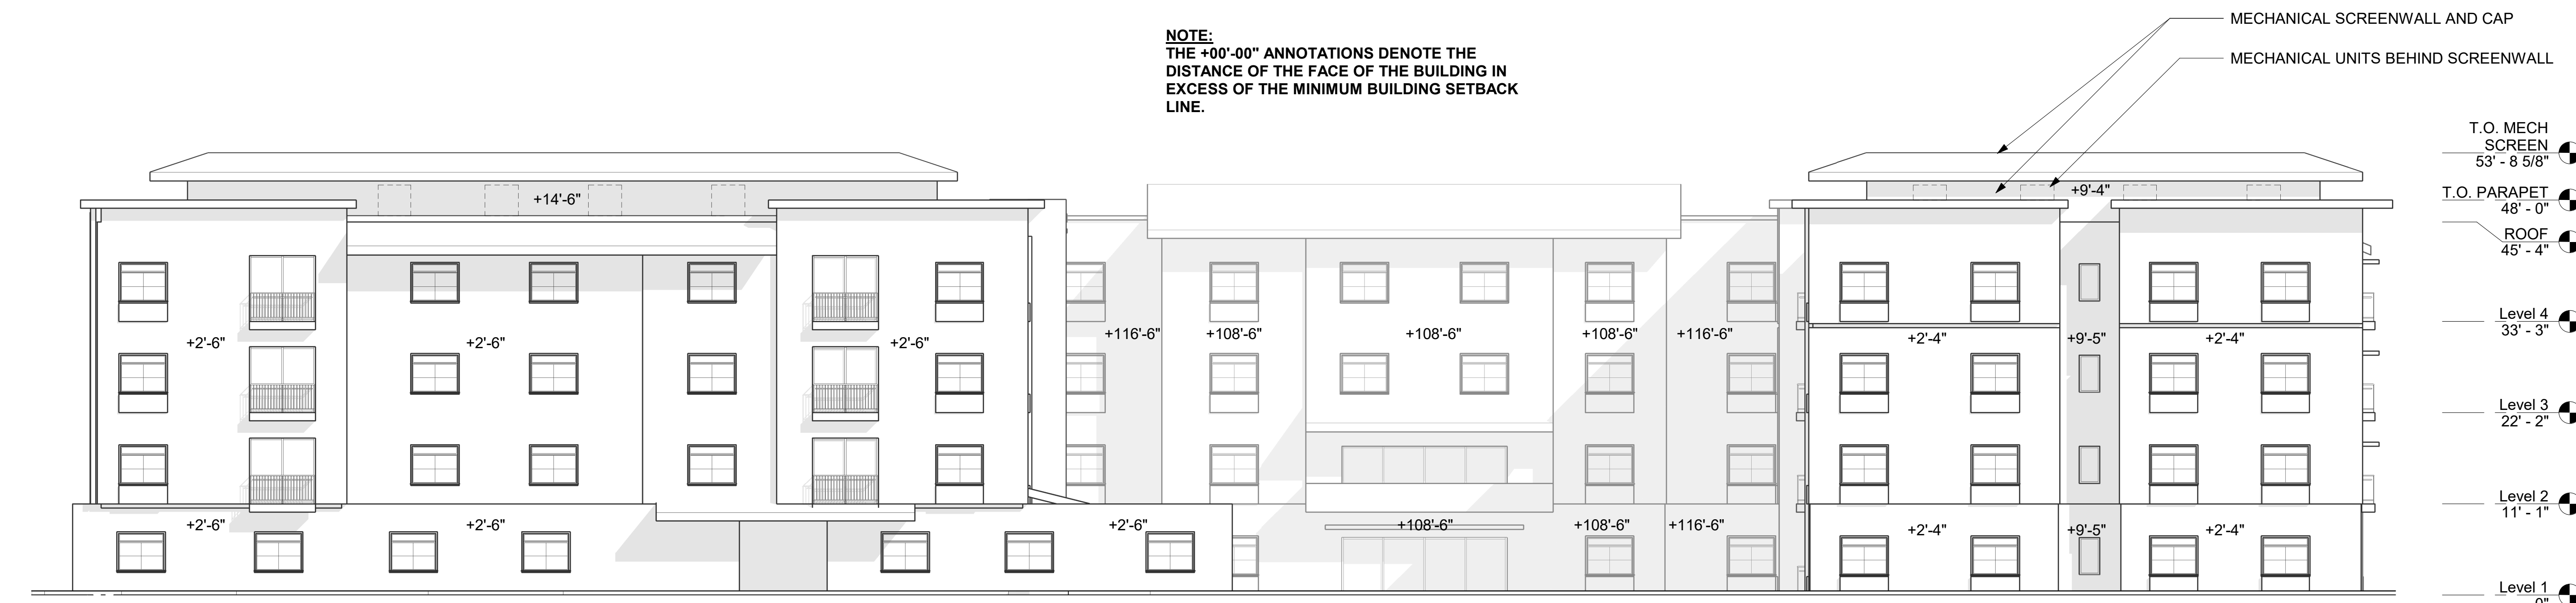 MECHANICAL SCREENWALL AND CAP
NOTE:
THE +00'-00" ANNOTATIONS DENOTE THE
DISTANCE OF THE FACE OF THE BUILDING IN
EXCESS OF THE MINIMUM BUILDING SETBACK
LINE.
MECHANICAL UNITS BEHIND SCREENWALL
T.O. MECH
SCREEN
53' - 8 5/8"
+14'-6"
+9'-4"
T.O. PARAPET
48' - 0"
ROOF
45' - 4"
Level 4
33' - 3"
+2'-6"
+2'-6"
+2'-6"
+116'-6"
+108'-6"
+108'-6"
+108'-6"
+116'-6"
+2'-4"
+9'-5"
+2'-4"
Level 3
22' - 2"
Level 2
11' - 1"
+2'-6"
+2'-6"
+2'-6"
+108'-6"
+108'-6"
+116'-6"
+2'-4"
+9'-5"
+2'-4"
Level 1
0"